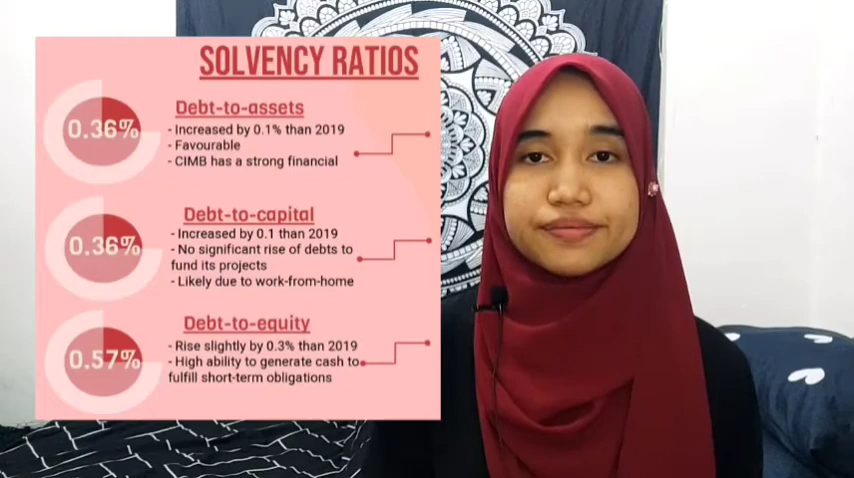 SOLVENCY RATIOS
0.36%
Debt-to-assets
- Increased by 0.1% than 2019
- Favourable
- CIMB has a strong financial
0.36%
Debt-to-capital
- Increased by 0.1 than 2019
- No significant rise of debts to
fund its projects
- Likely due to work-from-home
0.57%
Debt-to-equity
- Rise slightly by 0.3% than 2019
- High ability to generate cash to
fulfill short-term obligations